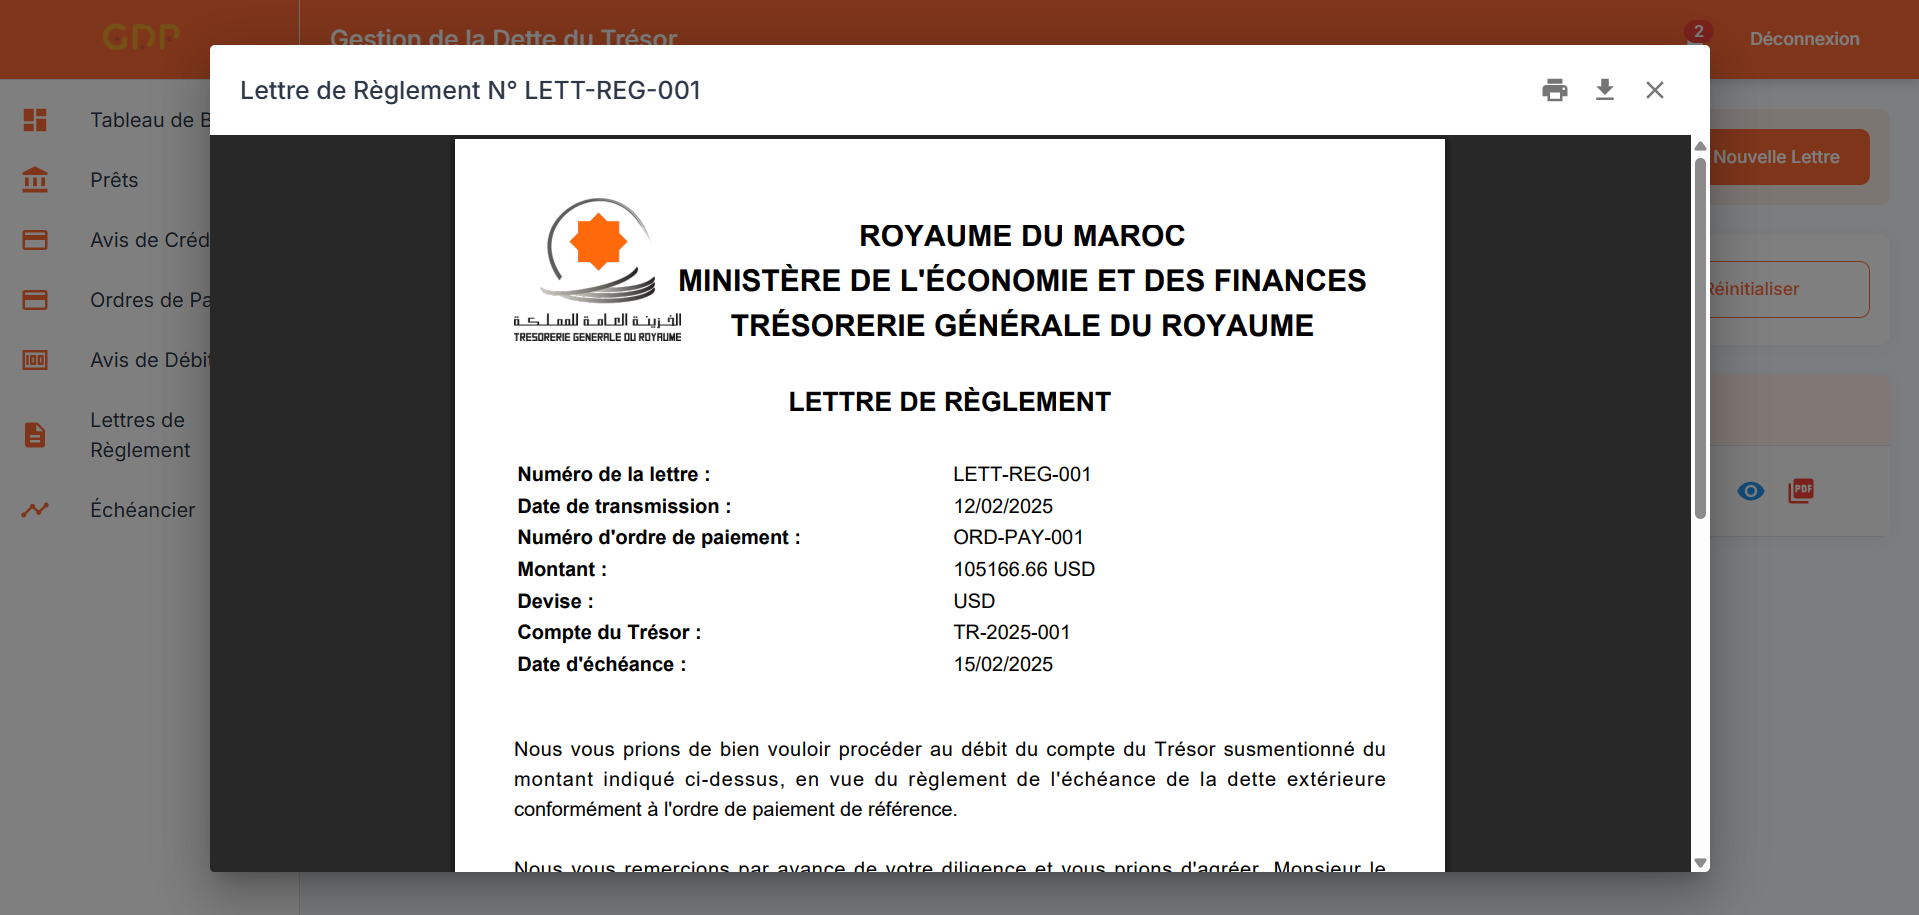 GDP
Gestion de la Dette du Trésor
2
Déconnexion
Lettre de Règlement N° LETT-REG-001
Tableau de B
Prêts
Avis de Créd
Ordres de Pa
Avis de Débit
Lettres de
Règlement
Échéancier
Nouvelle Lettre
Réinitialiser
PDF
الخزينة العامة للمملكة
TRESORERIE GENERALE DU ROYAUME
ROYAUME DU MAROC
MINISTÈRE DE L'ÉCONOMIE ET DES FINANCES
TRÉSORERIE GÉNÉRALE DU ROYAUME
LETTRE DE RÈGLEMENT
Numéro de la lettre : LETT-REG-001
Date de transmission : 12/02/2025
Numéro d'ordre de paiement : ORD-PAY-001
Montant : 105166.66 USD
Devise : USD
Compte du Trésor : TR-2025-001
Date d'échéance : 15/02/2025
Nous vous prions de bien vouloir procéder au débit du compte du Trésor susmentionné du
montant indiqué ci-dessus, en vue du règlement de l'échéance de la dette extérieure
conformément à l'ordre de paiement de référence.
Nous vous remercions par avance de votre diligence et vous prions d'agréer, Monsieur le